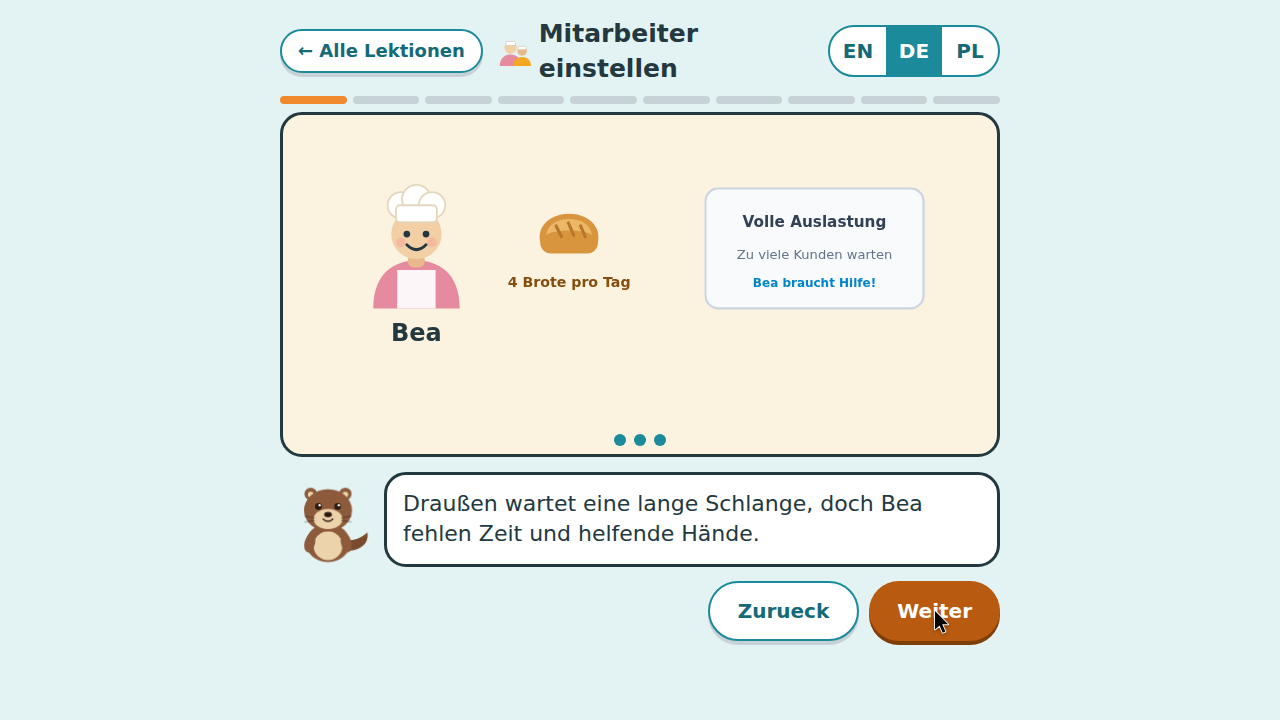 ← Alle Lektionen
Mitarbeiter
einstellen
EN DE PL
Volle Auslastung
Zu viele Kunden warten
Bea braucht Hilfe!
4 Brote pro Tag
Bea
Draußen wartet eine lange Schlange, doch Bea
fehlen Zeit und helfende Hände.
Zurueck
Weiter